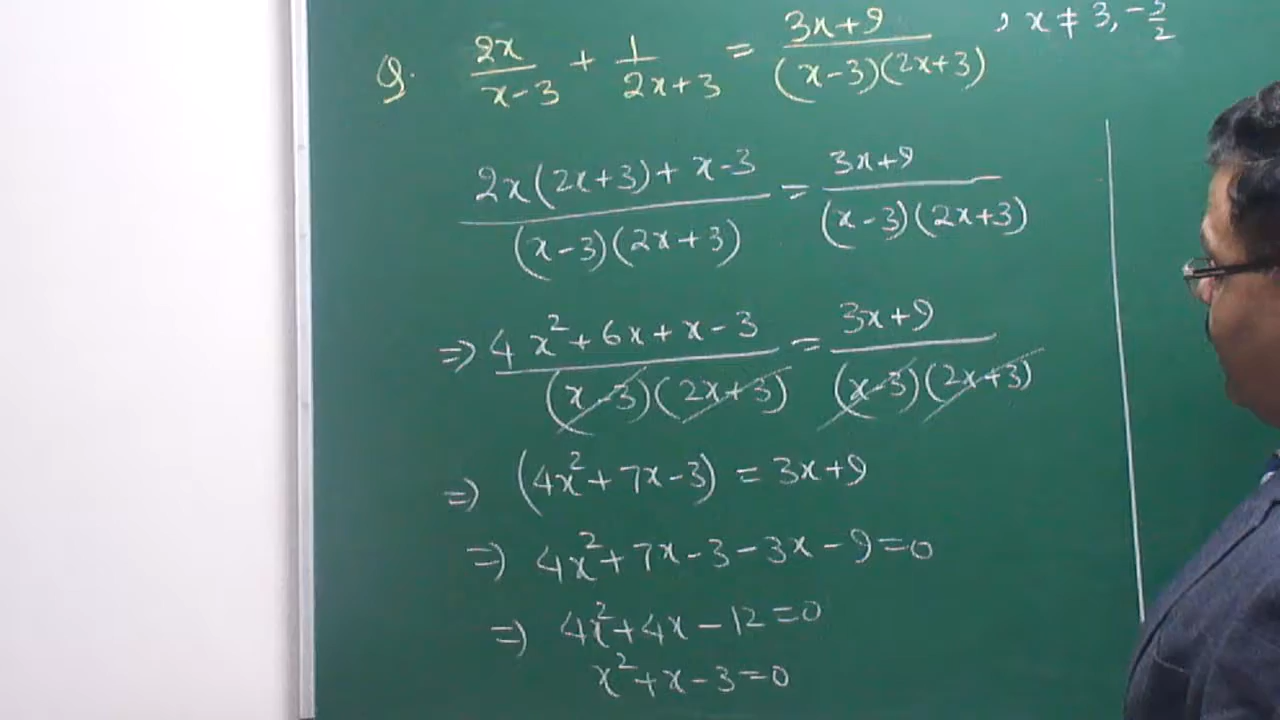 Q. 2x/(x-3) + 1/(2x+3) = (3x+9)/((x-3)(2x+3)) , x ≠ 3, -3/2
(2x(2x+3)+x-3)/((x-3)(2x+3)) = (3x+9)/((x-3)(2x+3))
⇒ (4x²+6x+x-3)/((x-3)(2x+3)) = (3x+9)/((x-3)(2x+3))
⇒ (4x²+7x-3) = 3x+9
⇒ 4x²+7x-3-3x-9=0
⇒ 4x²+4x-12=0
x²+x-3=0